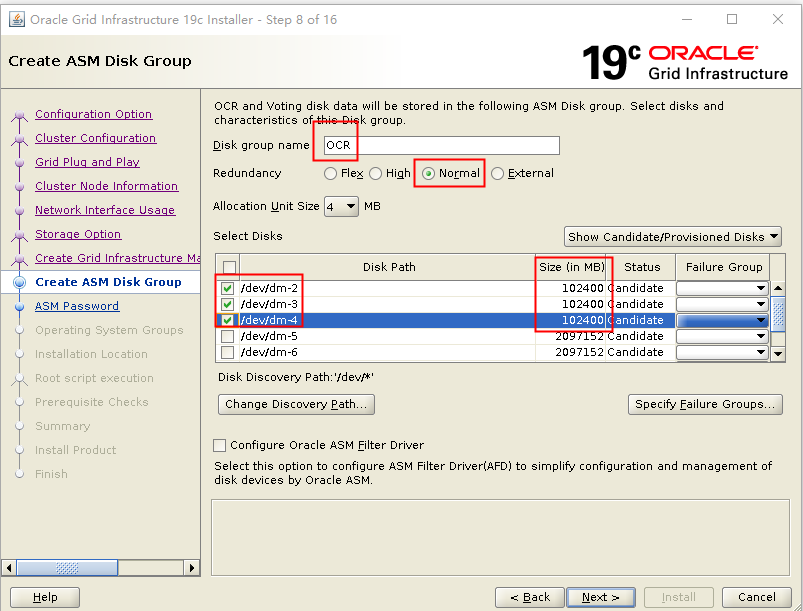 Oracle Grid Infrastructure 19c Installer - Step 8 of 16
Create ASM Disk Group
19c ORACLE
Grid Infrastructure
Configuration Option
Cluster Configuration
Grid Plug and Play
Cluster Node Information
Network Interface Usage
Storage Option
Create Grid Infrastructure Ma
Create ASM Disk Group
ASM Password
Operating System Groups
Installation Location
Root script execution
Prerequisite Checks
Summary
Install Product
Finish
OCR and Voting disk data will be stored in the following ASM Disk group. Select disks and
characteristics of this Disk group.
Disk group name OCR
Redundancy Flex High Normal External
Allocation Unit Size 4 MB
Select Disks Show Candidate/Provisioned Disks
Disk Path Size (in MB) Status Failure Group
/dev/dm-2 102400 Candidate
/dev/dm-3 102400 Candidate
/dev/dm-4 102400 Candidate
/dev/dm-5 2097152 Candidate
/dev/dm-6 2097152 Candidate
Disk Discovery Path:'/dev/*'
Change Discovery Path... Specify Failure Groups...
Configure Oracle ASM Filter Driver
Select this option to configure ASM Filter Driver(AFD) to simplify configuration and management of
disk devices by Oracle ASM.
Help < Back Next > Install Cancel